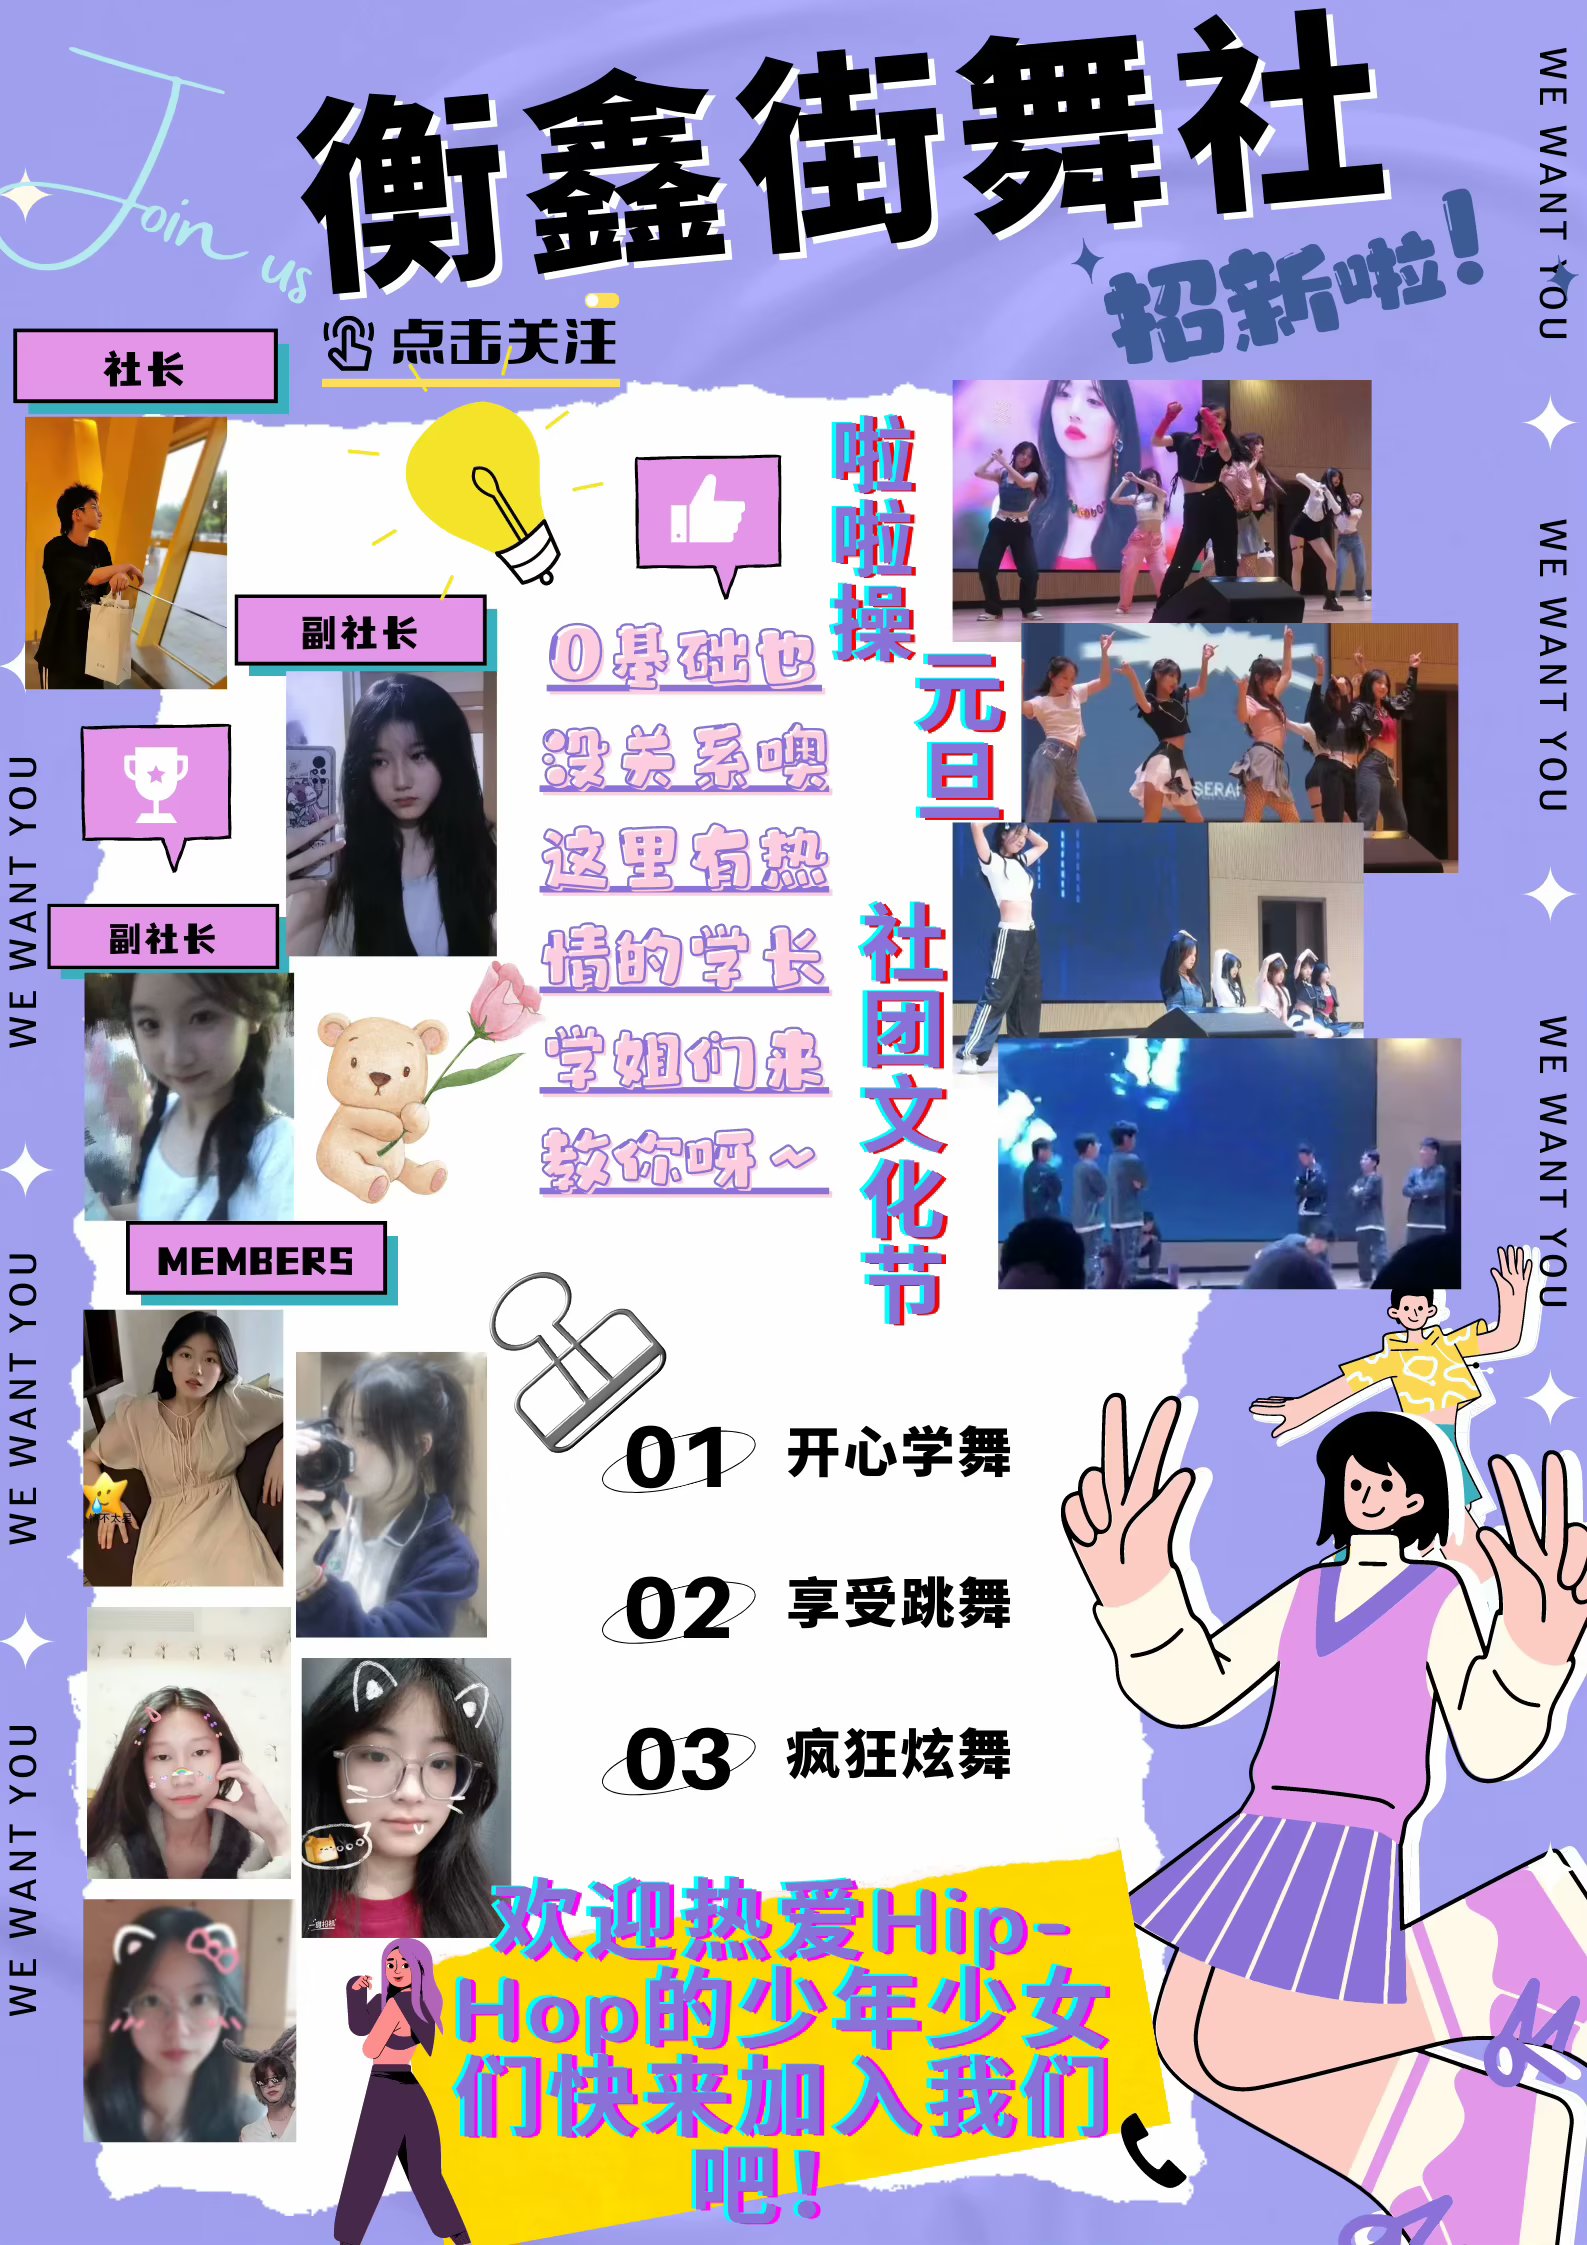 Join us
衡鑫街舞社
招新啦!
点击关注
社长
副社长
副社长
MEMBERS
0基础也
没关系噢
这里有热
情的学长
学姐们来
教你呀~
啦啦操
元旦
社团文化节
SERAF
01 开心学舞
02 享受跳舞
03 疯狂炫舞
欢迎热爱Hip-
Hop的少年少女
们快来加入我们
吧!
WE WANT YOU
WE WANT YOU
WE WANT YOU
WE WANT YOU
WE WANT YOU
WE WANT YOU